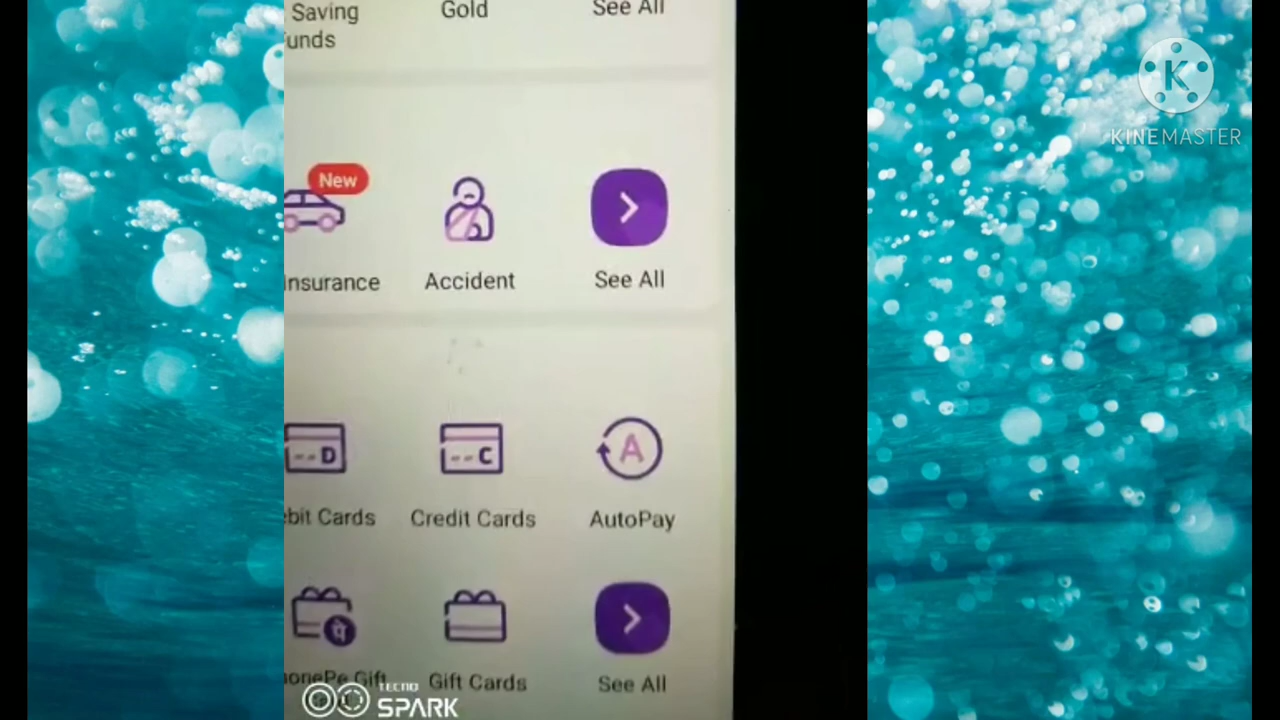 Saving
Funds
Gold
See All
New
Insurance
Accident
See All
D
C
A
bit Cards
Credit Cards
AutoPay
पे
onePe Gift
Gift Cards
See All
TECNO
SPARK
K
KINEMASTER